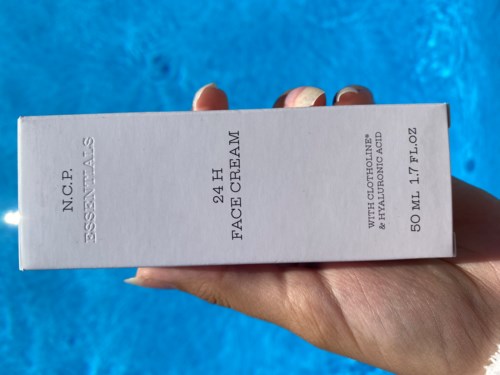 N.C.P.
ESSENTIALS
24 H
FACE CREAM
WITH CLOTHOLINE®
& HYALURONIC ACID
50 ML 1.7 FL.OZ